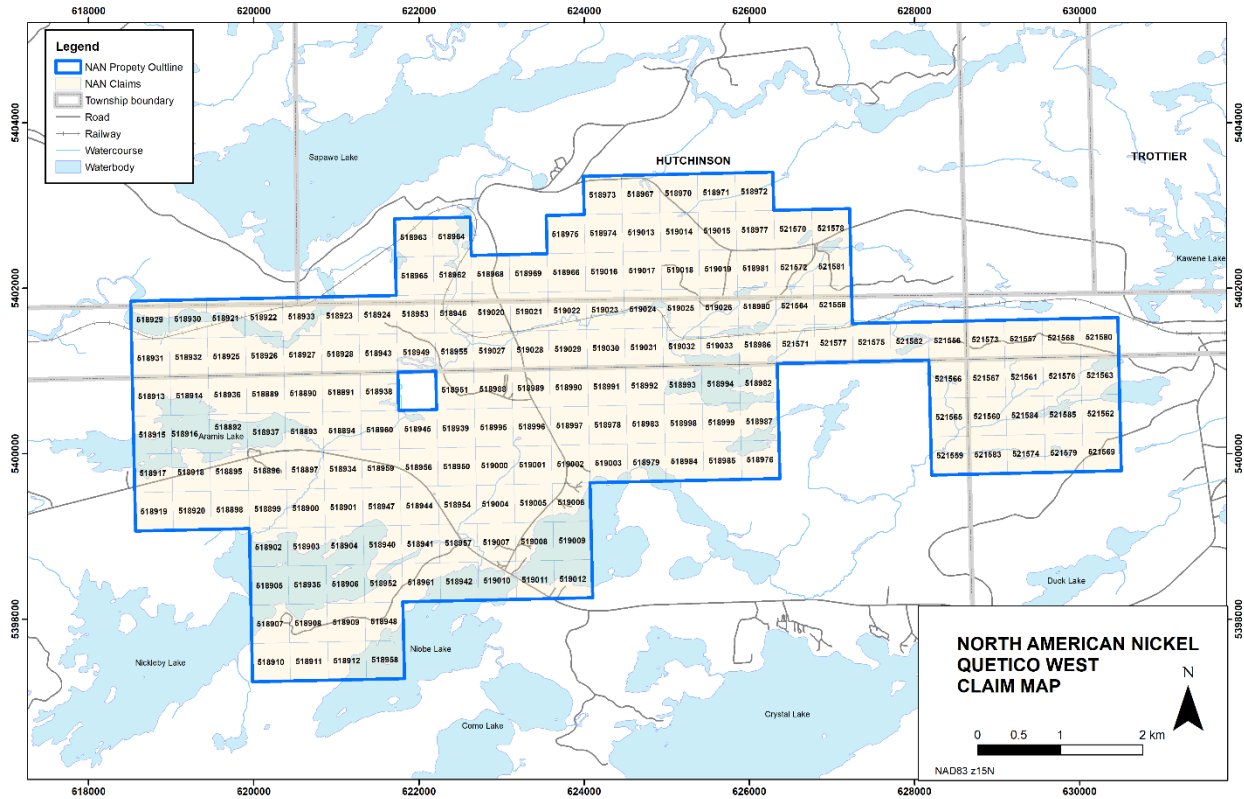 618000 620000 622000 624000 626000 628000 630000
Legend
NAN Propety Oultline
NAN Claims
Township boundary
Road
Railway
Watercourse
Waterbody
5404000 5404000
Sapawe Lake
HUTCHINSON
TROTTIER
518973 518967 518970 518971 518972
518963 518964 518975 518974 519013 519014 519015 518977 521570 521578
Kawene Lake
518965 518962 518968 518969 518966 519016 519017 519018 519019 518981 521572 521581
5402000 5402000
518929 518930 518921 518922 518933 518923 518924 518953 518946 519020 519021 519022 519023 519024 519025 519026 518980 521564 521558
518931 518932 518925 518926 518927 518928 518943 518949 518955 519027 519028 519029 519030 519031 519032 519033 518986 521571 521577 521575 521582 521556 521573 521557 521568 521580
518913 518914 518936 518889 518890 518891 518938 518951 518988 518989 518990 518991 518992 518993 518994 518982 521566 521567 521561 521576 521563
518915 518916 518892 518937 518893 518894 518960 518945 518939 518995 518996 518997 518978 518983 518998 518999 518987 521565 521560 521584 521585 521562
Aramis Lake
5400000 5400000
518917 518918 518895 518896 518897 518934 518959 518956 518950 519000 519001 519002 519003 518979 518984 518985 518976 521559 521583 521574 521579 521569
518919 518920 518898 518899 518900 518901 518947 518944 518954 519004 519005 519006
518902 518903 518904 518940 518941 518957 519007 519008 519009
518905 518935 518906 518952 518961 518942 519010 519011 519012
Duck Lake
5398000 5398000
518907 518908 518909 518948
Niobe Lake
518910 518911 518912 518958
Nickleby Lake
Como Lake
Crystal Lake
NORTH AMERICAN NICKEL
QUETICO WEST
CLAIM MAP
N
0 0.5 1 2 km
NAD83 z15N
618000 620000 622000 624000 626000 628000 630000